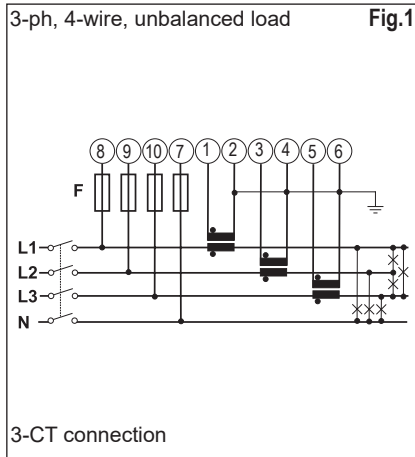 3-ph, 4-wire, unbalanced load Fig.1
8 9 10 7 1 2 3 4 5 6
F
L1
L2
L3
N
3-CT connection